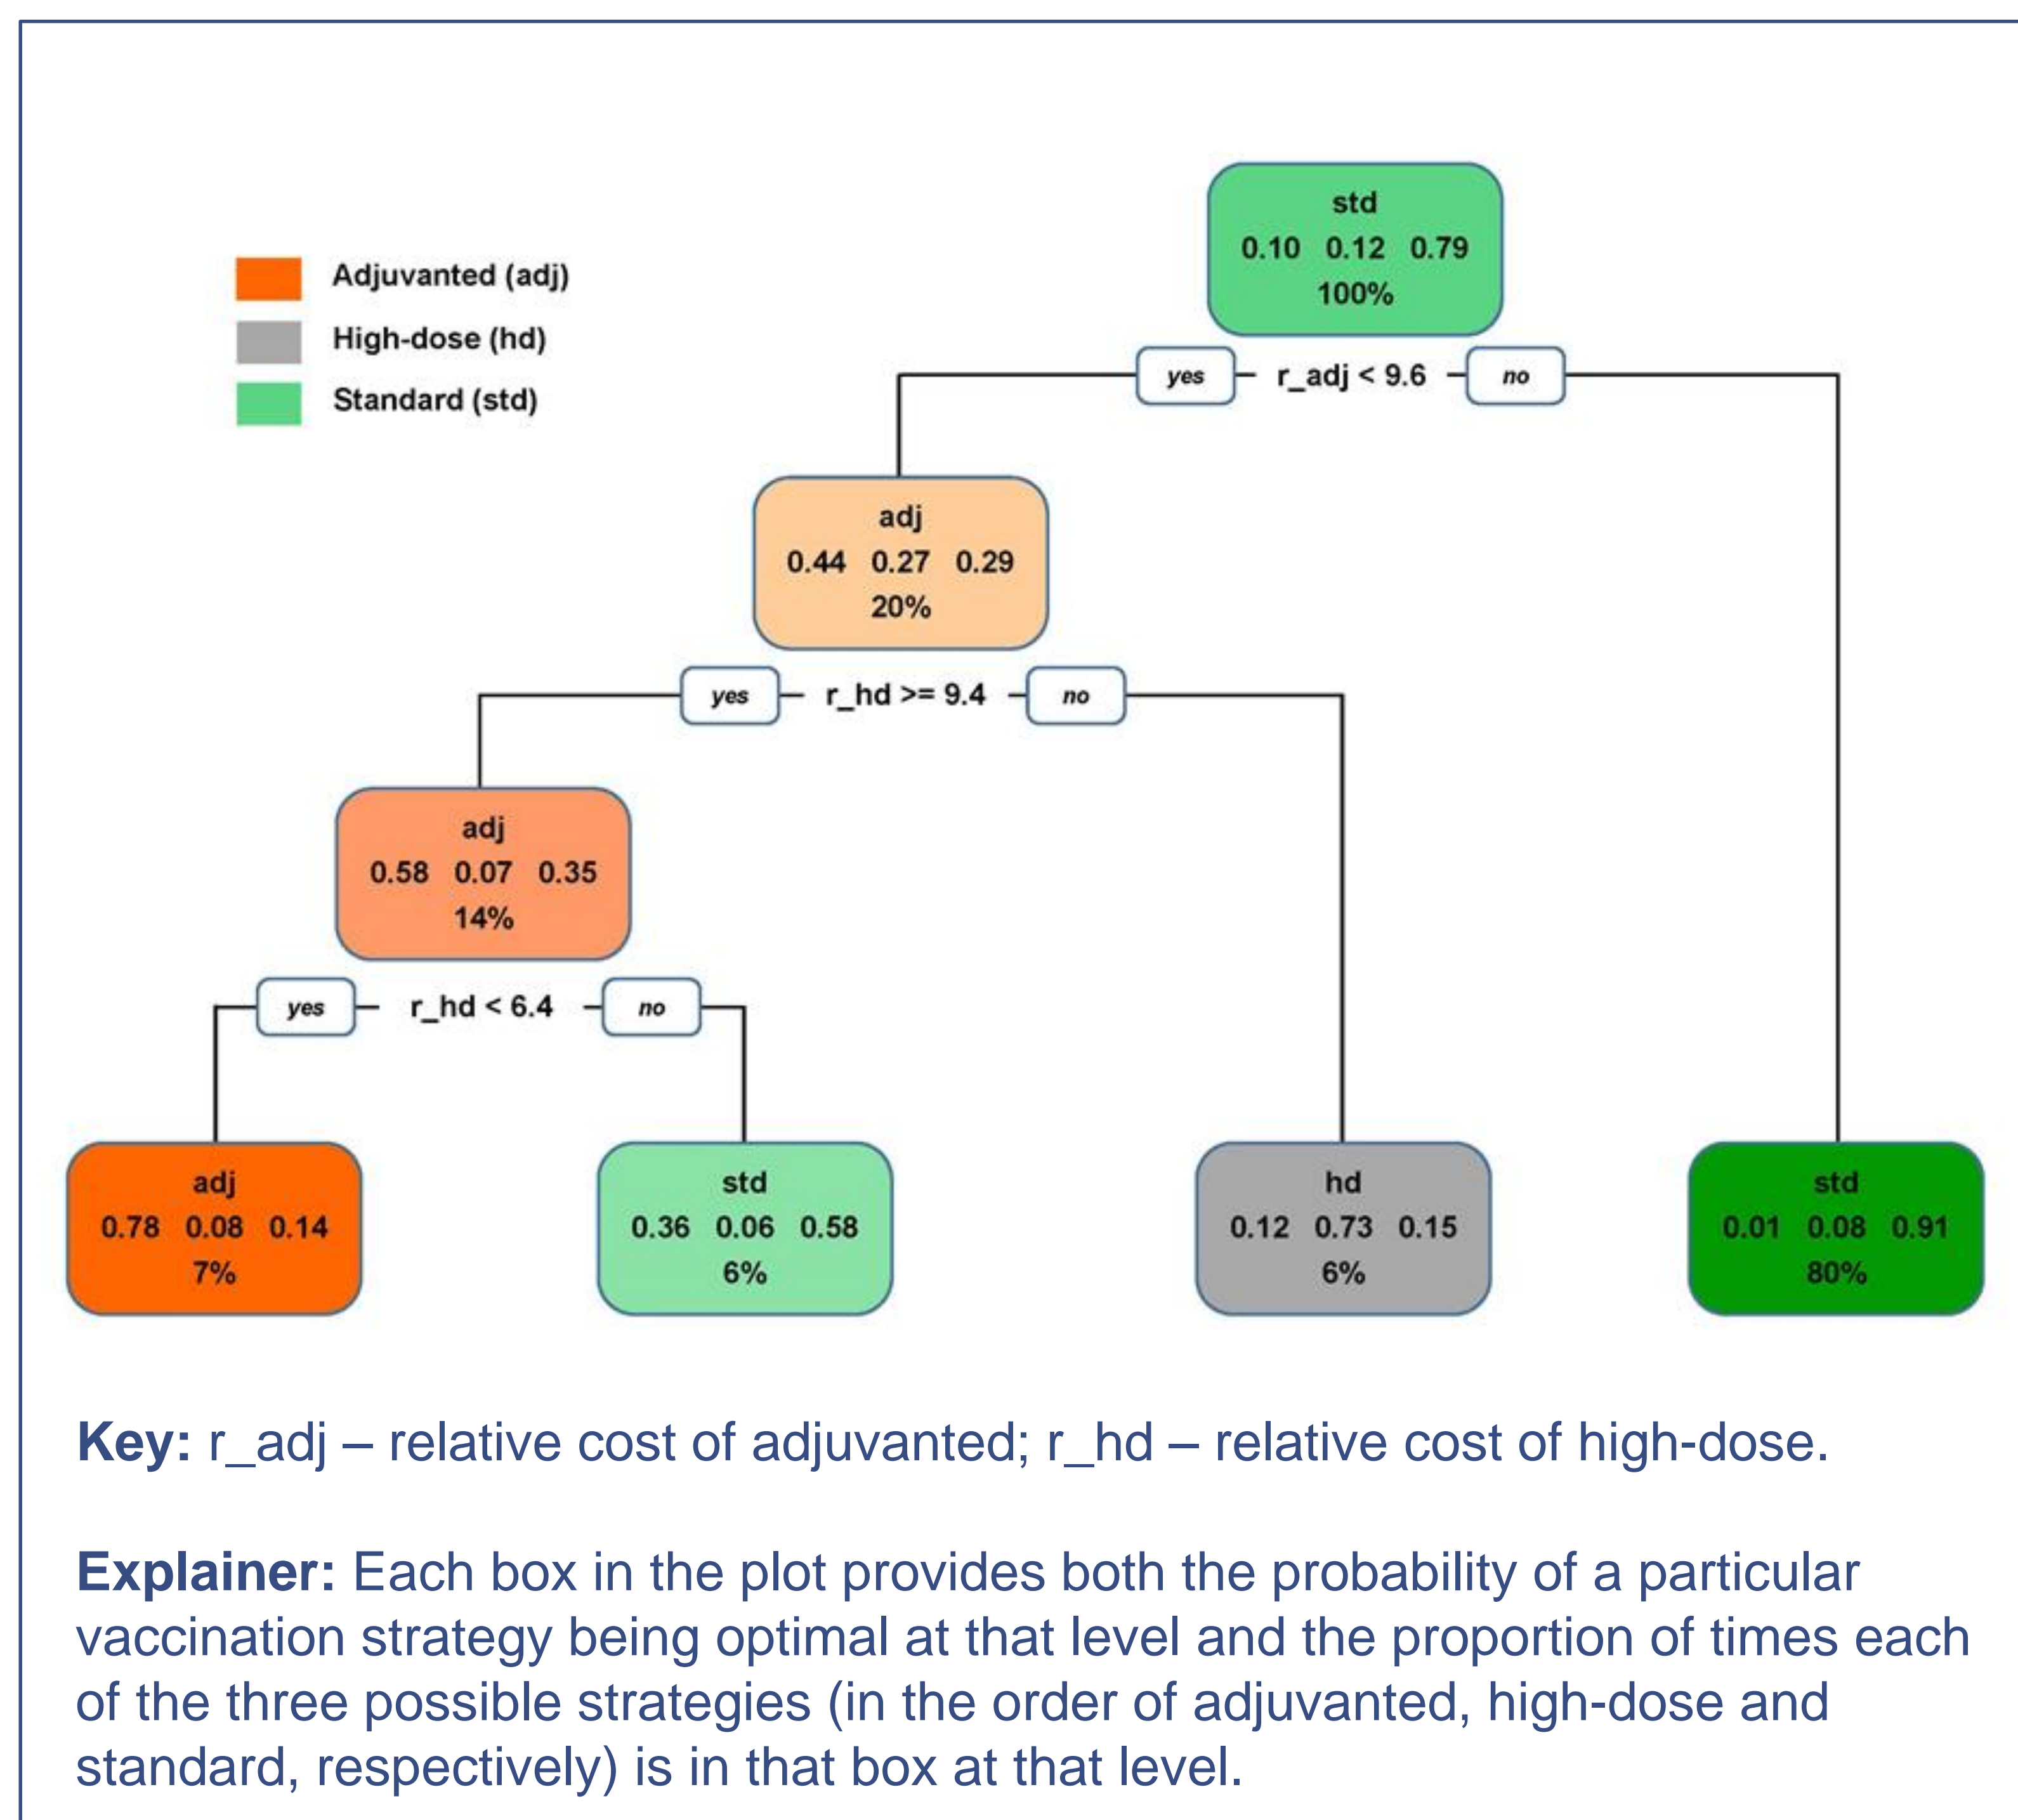 std
0.10 0.12 0.79
100%
Adjuvanted (adj)
High-dose (hd)
Standard (std)
yes r_adj < 9.6 no
adj
0.44 0.27 0.29
20%
yes r_hd >= 9.4 no
adj
0.58 0.07 0.35
14%
yes r_hd < 6.4 no
adj
0.78 0.08 0.14
7%
std
0.36 0.06 0.58
6%
hd
0.12 0.73 0.15
6%
std
0.01 0.08 0.91
80%
Key: r_adj – relative cost of adjuvanted; r_hd – relative cost of high-dose.
Explainer: Each box in the plot provides both the probability of a particular
vaccination strategy being optimal at that level and the proportion of times each
of the three possible strategies (in the order of adjuvanted, high-dose and
standard, respectively) is in that box at that level.